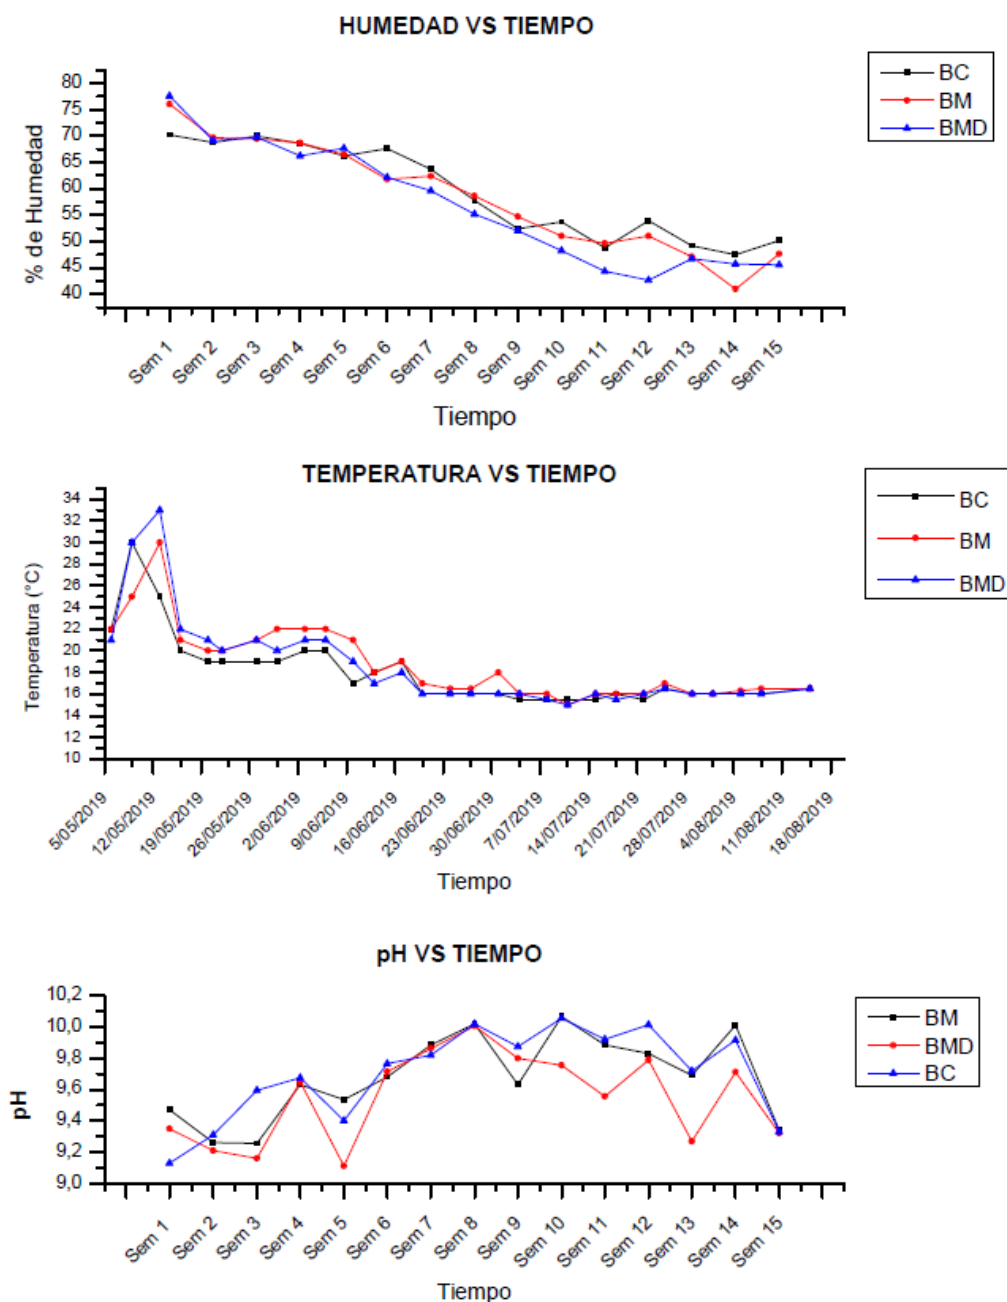 HUMEDAD VS TIEMPO
BC
BM
BMD
% de Humedad
80
75
70
65
60
55
50
45
40
Sem 1
Sem 2
Sem 3
Sem 4
Sem 5
Sem 6
Sem 7
Sem 8
Sem 9
Sem 10
Sem 11
Sem 12
Sem 13
Sem 14
Sem 15
Tiempo
TEMPERATURA VS TIEMPO
BC
BM
BMD
Temperatura (°C)
34
32
30
28
26
24
22
20
18
16
14
12
10
5/05/2019
12/05/2019
19/05/2019
26/05/2019
2/06/2019
9/06/2019
16/06/2019
23/06/2019
30/06/2019
7/07/2019
14/07/2019
21/07/2019
28/07/2019
4/08/2019
11/08/2019
18/08/2019
Tiempo
pH VS TIEMPO
BM
BMD
BC
pH
10,2
10,0
9,8
9,6
9,4
9,2
9,0
Sem 1
Sem 2
Sem 3
Sem 4
Sem 5
Sem 6
Sem 7
Sem 8
Sem 9
Sem 10
Sem 11
Sem 12
Sem 13
Sem 14
Sem 15
Tiempo